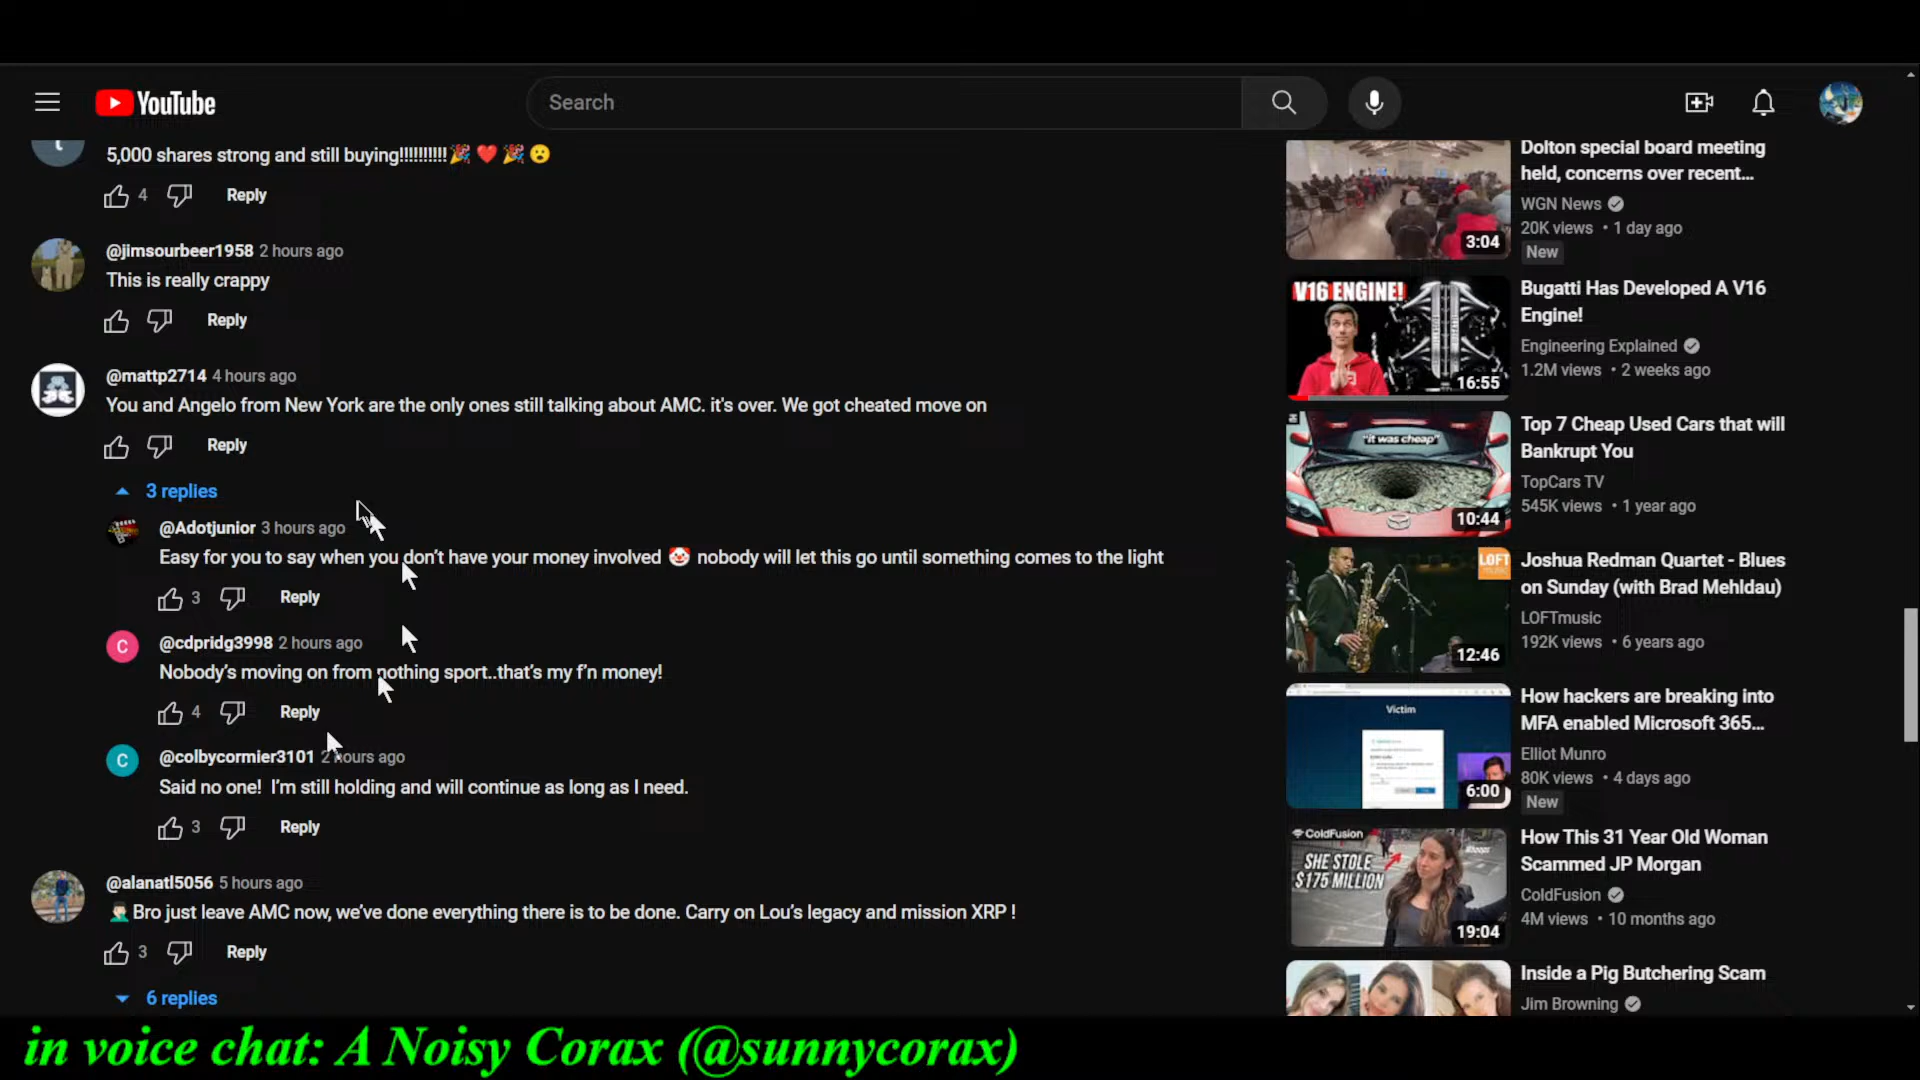 YouTube
Search
5,000 shares strong and still buying!!!!!!!!!!🎉 ❤️ 🎉 😮
4 Reply
@jimsourbeer1958 2 hours ago
This is really crappy
Reply
@mattp2714 4 hours ago
You and Angelo from New York are the only ones still talking about AMC. it's over. We got cheated move on
Reply
3 replies
@Adotjunior 3 hours ago
Easy for you to say when you don't have your money involved 🤡 nobody will let this go until something comes to the light
3 Reply
@cdpridg3998 2 hours ago
Nobody's moving on from nothing sport..that's my f'n money!
4 Reply
@colbycormier3101 2 hours ago
Said no one!  I'm still holding and will continue as long as I need.
3 Reply
@alanatl5056 5 hours ago
🤦🏻‍♂️Bro just leave AMC now, we've done everything there is to be done. Carry on Lou's legacy and mission XRP !
3 Reply
6 replies
Dolton special board meeting
held, concerns over recent...
WGN News
20K views • 1 day ago
New
3:04
V16 ENGINE!
16:55
Bugatti Has Developed A V16
Engine!
Engineering Explained
1.2M views • 2 weeks ago
"it was cheap"
10:44
Top 7 Cheap Used Cars that will
Bankrupt You
TopCars TV
545K views • 1 year ago
LOFT
12:46
Joshua Redman Quartet - Blues
on Sunday (with Brad Mehldau)
LOFTmusic
192K views • 6 years ago
Victim
6:00
How hackers are breaking into
MFA enabled Microsoft 365...
Elliot Munro
80K views • 4 days ago
New
ColdFusion
SHE STOLE
$175 MILLION
19:04
How This 31 Year Old Woman
Scammed JP Morgan
ColdFusion
4M views • 10 months ago
Inside a Pig Butchering Scam
Jim Browning
in voice chat: A Noisy Corax (@sunnycorax)